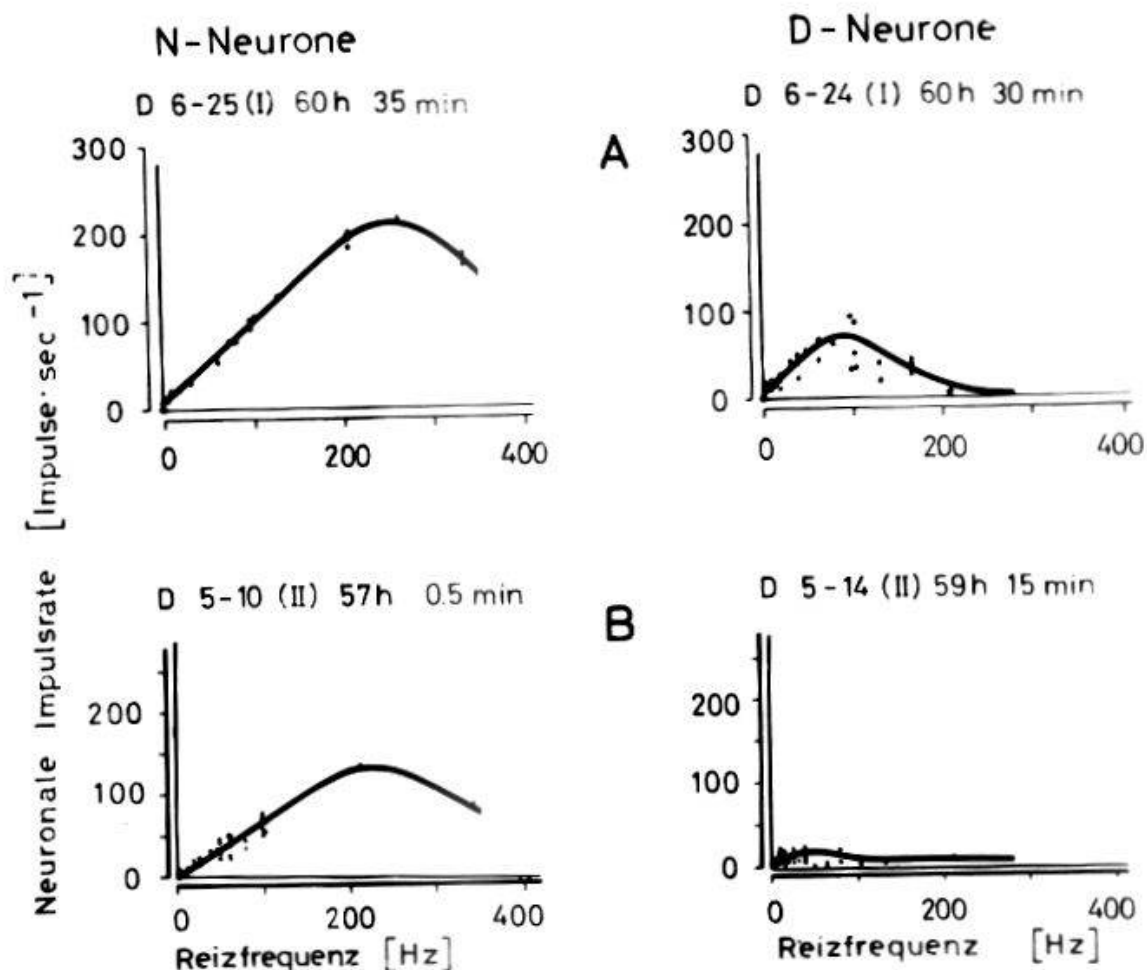 N-Neurone
D 6-25 (I) 60h 35 min
300
200
100
0
0 200 400
A
D-Neurone
D 6-24 (I) 60h 30 min
300
200
100
0
0 200 400
Neuronale Impulsrate [Impulse·sec⁻¹]
D 5-10 (II) 57h 0.5 min
200
100
0
0 200 400
Reizfrequenz [Hz]
B
D 5-14 (II) 59h 15 min
200
100
0
0 200 400
Reizfrequenz [Hz]